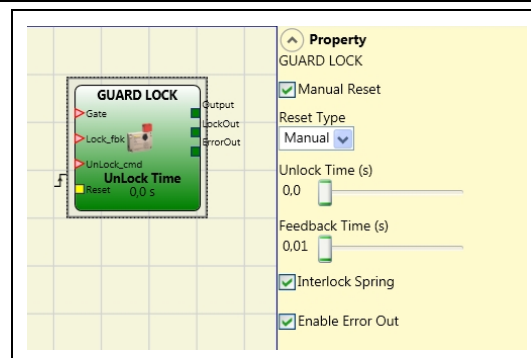 GUARD LOCK
Gate
Lock_fbk
UnLock_cmd
Reset
UnLock Time
0,0 s
Output
LockOut
ErrorOut
Property
GUARD LOCK
Manual Reset
Reset Type
Manual
Unlock Time (s)
0,0
Feedback Time (s)
0,01
Interlock Spring
Enable Error Out